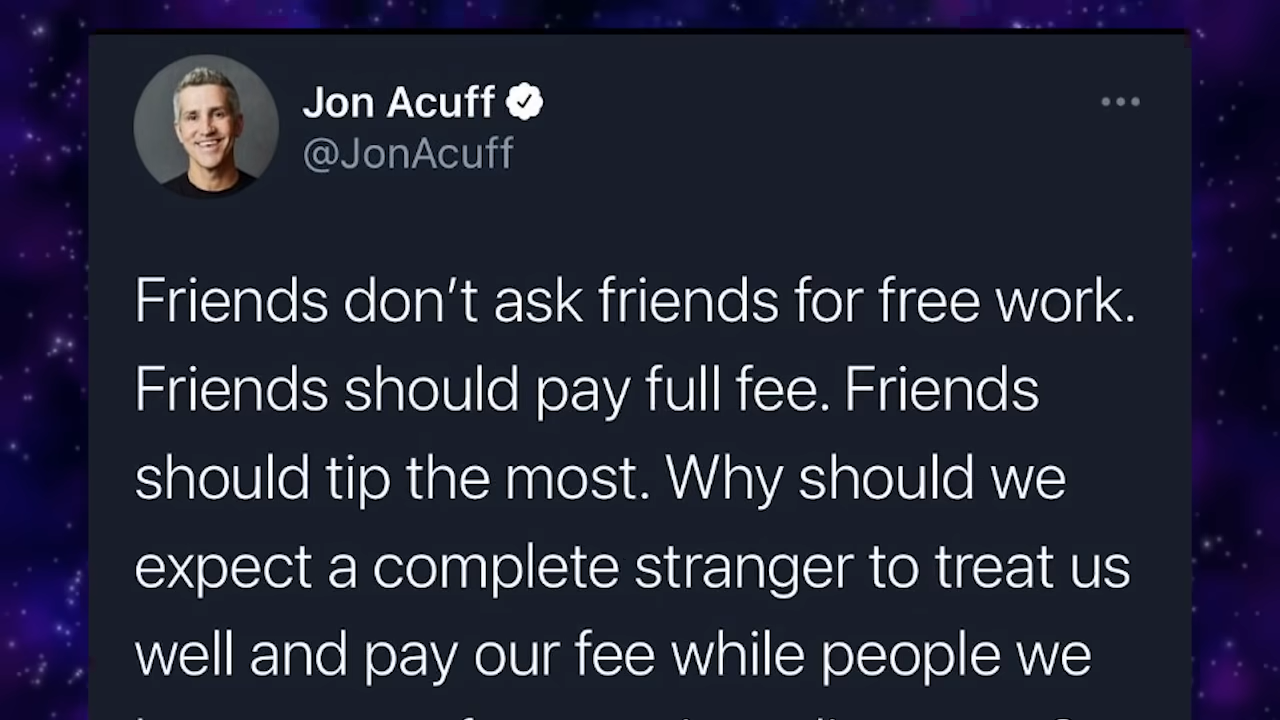 Jon Acuff
@JonAcuff
Friends don’t ask friends for free work.
Friends should pay full fee. Friends
should tip the most. Why should we
expect a complete stranger to treat us
well and pay our fee while people we